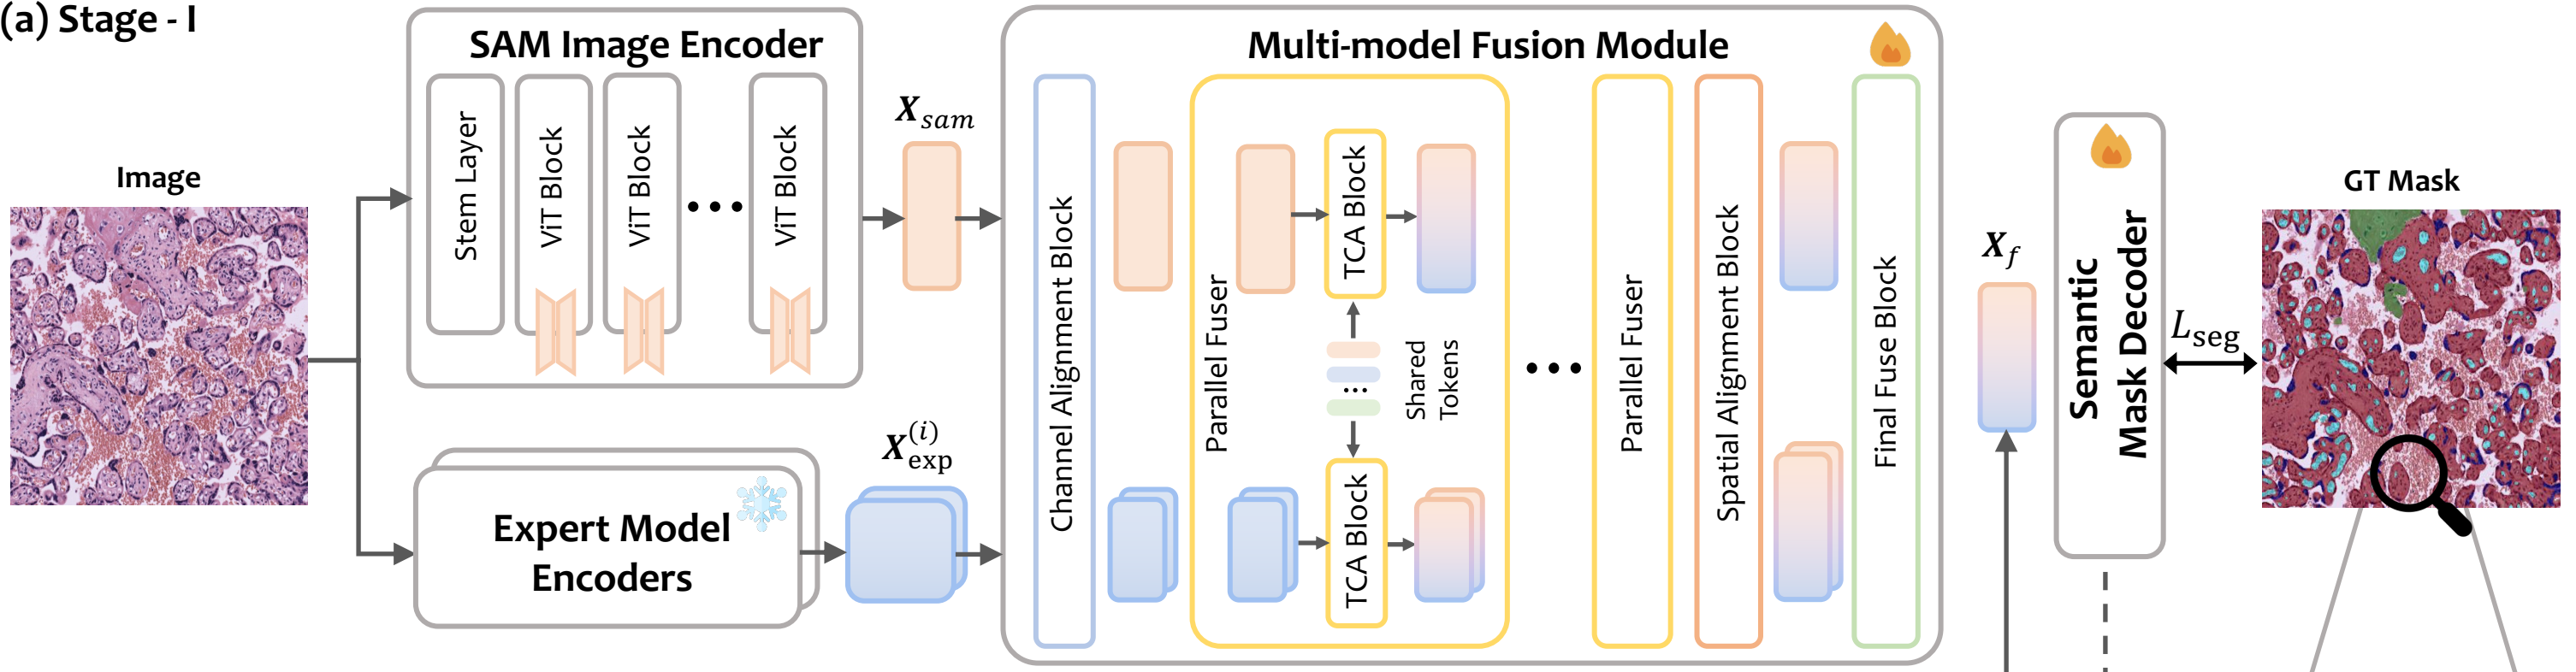 (a) Stage - I
SAM Image Encoder
Stem Layer
ViT Block
ViT Block
...
ViT Block
Image
X_sam
Expert Model
Encoders
X_exp^(i)
Multi-model Fusion Module
Channel Alignment Block
Parallel Fuser
TCA Block
Shared
Tokens
...
TCA Block
...
Parallel Fuser
Spatial Alignment Block
Final Fuse Block
X_f
Semantic
Mask Decoder
L_seg
GT Mask